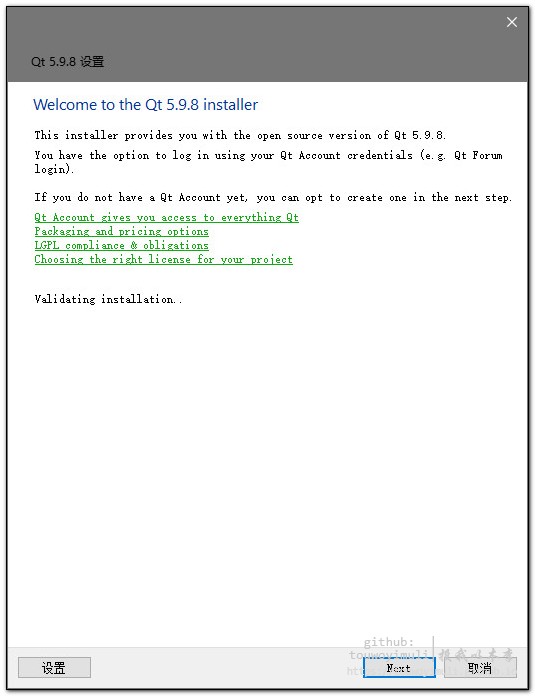 Qt 5.9.8 设置
Welcome to the Qt 5.9.8 installer
This installer provides you with the open source version of Qt 5.9.8.
You have the option to log in using your Qt Account credentials (e.g. Qt Forum
login).
If you do not have a Qt Account yet, you can opt to create one in the next step.
Qt Account gives you access to everything Qt
Packaging and pricing options
LGPL compliance & obligations
Choosing the right license for your project
Validating installation..
github:
touwoyimuli
设置
Next
取消